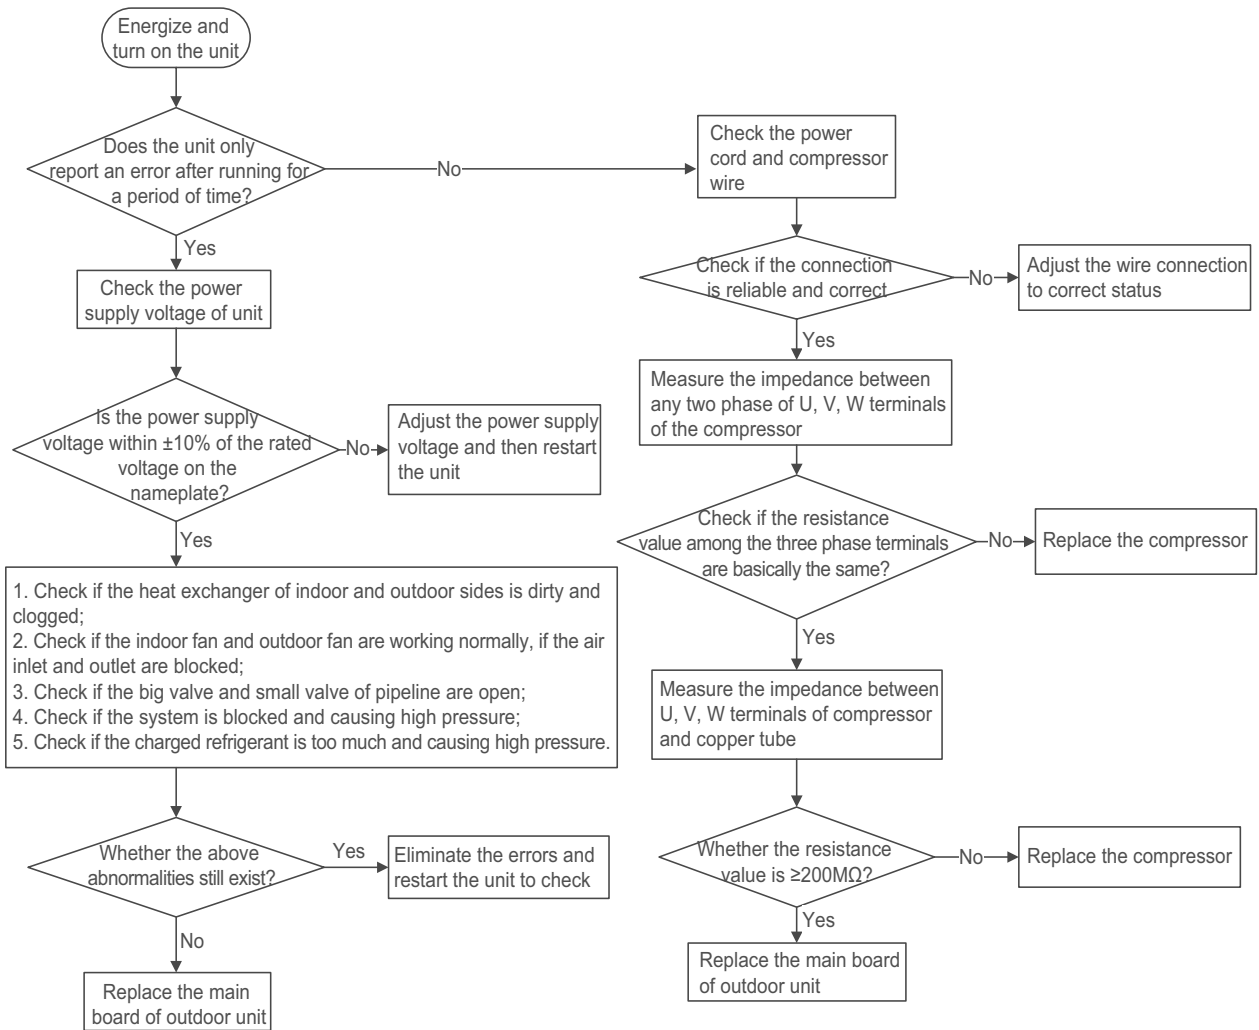 Energize and
turn on the unit
Does the unit only
report an error after running for
a period of time?
No
Yes
Check the power
supply voltage of unit
Is the power supply
voltage within ±10% of the rated
voltage on the
nameplate?
No
Adjust the power supply
voltage and then restart
the unit
Yes
1. Check if the heat exchanger of indoor and outdoor sides is dirty and
clogged;
2. Check if the indoor fan and outdoor fan are working normally, if the air
inlet and outlet are blocked;
3. Check if the big valve and small valve of pipeline are open;
4. Check if the system is blocked and causing high pressure;
5. Check if the charged refrigerant is too much and causing high pressure.
Whether the above
abnormalities still exist?
Yes
Eliminate the errors and
restart the unit to check
No
Replace the main
board of outdoor unit
Check the power
cord and compressor
wire
Check if the connection
is reliable and correct
No
Adjust the wire connection
to correct status
Yes
Measure the impedance between
any two phase of U, V, W terminals
of the compressor
Check if the resistance
value among the three phase terminals
are basically the same?
No
Replace the compressor
Yes
Measure the impedance between
U, V, W terminals of compressor
and copper tube
Whether the resistance
value is ≥200MΩ?
No
Replace the compressor
Yes
Replace the main board
of outdoor unit